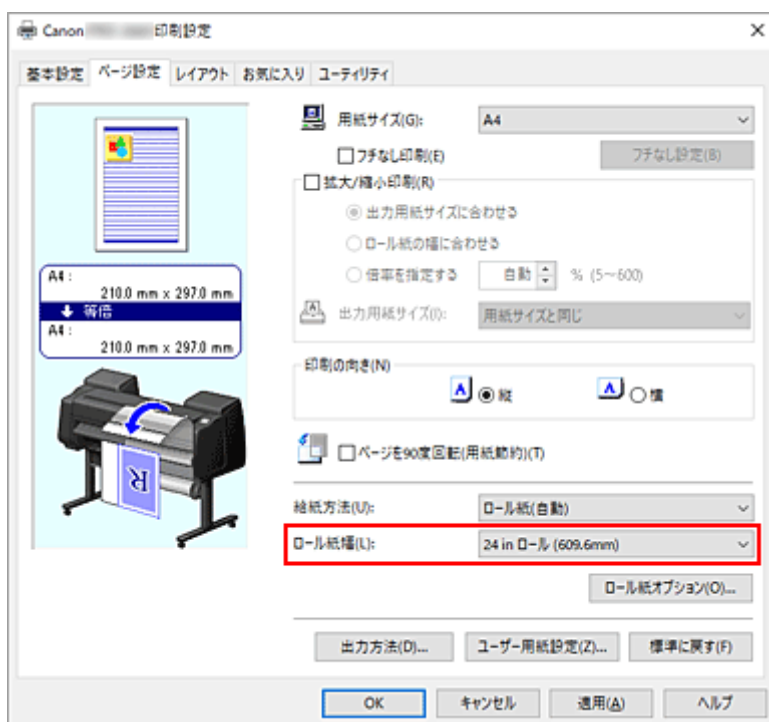 Canon 印刷設定
基本設定 ページ設定 レイアウト お気に入り ユーティリティ
用紙サイズ(G): A4
フチなし印刷(E) フチなし設定(B)
拡大/縮小印刷(R)
出力用紙サイズに合わせる
ロール紙の幅に合わせる
倍率を指定する 自動 % (5~600)
出力用紙サイズ(I): 用紙サイズと同じ
A4 :
210.0 mm x 297.0 mm
等倍
A4 :
210.0 mm x 297.0 mm
印刷の向き(N)
A 縦 A 横
ページを90度回転(用紙節約)(T)
R
給紙方法(U): ロール紙(自動)
ロール紙幅(L): 24 in ロール (609.6mm)
ロール紙オプション(O)...
出力方法(D)... ユーザー用紙設定(Z)... 標準に戻す(F)
OK キャンセル 適用(A) ヘルプ